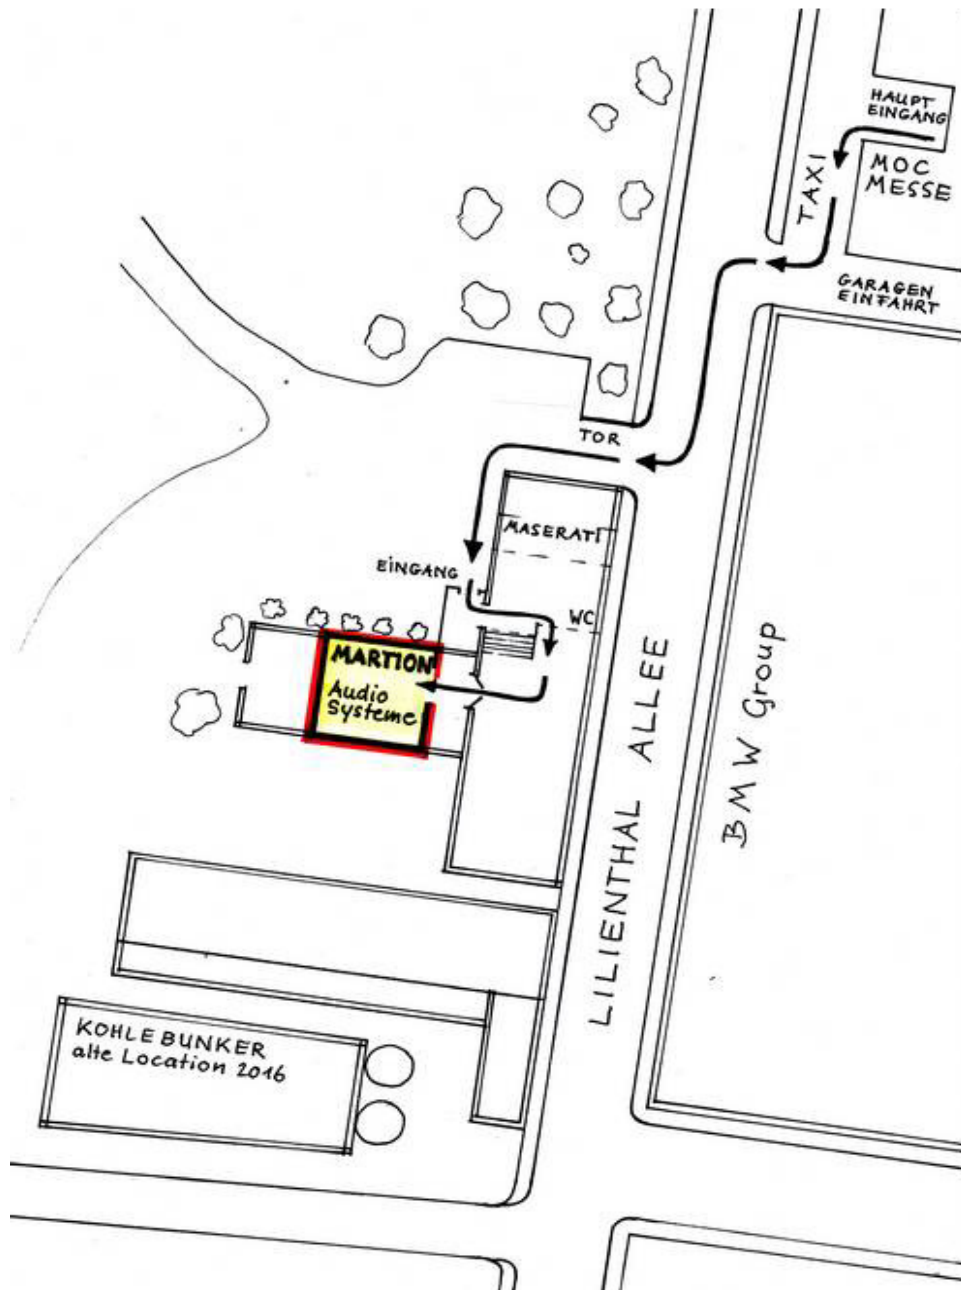 HAUPT
EINGANG
MOC
MESSE
TAXI
GARAGEN
EINFAHRT
TOR
MASERATI
EINGANG
WC
MARTION
Audio
Systeme
LILIENTHAL ALLEE
BMW Group
KOHLEBUNKER
alte Location 2016